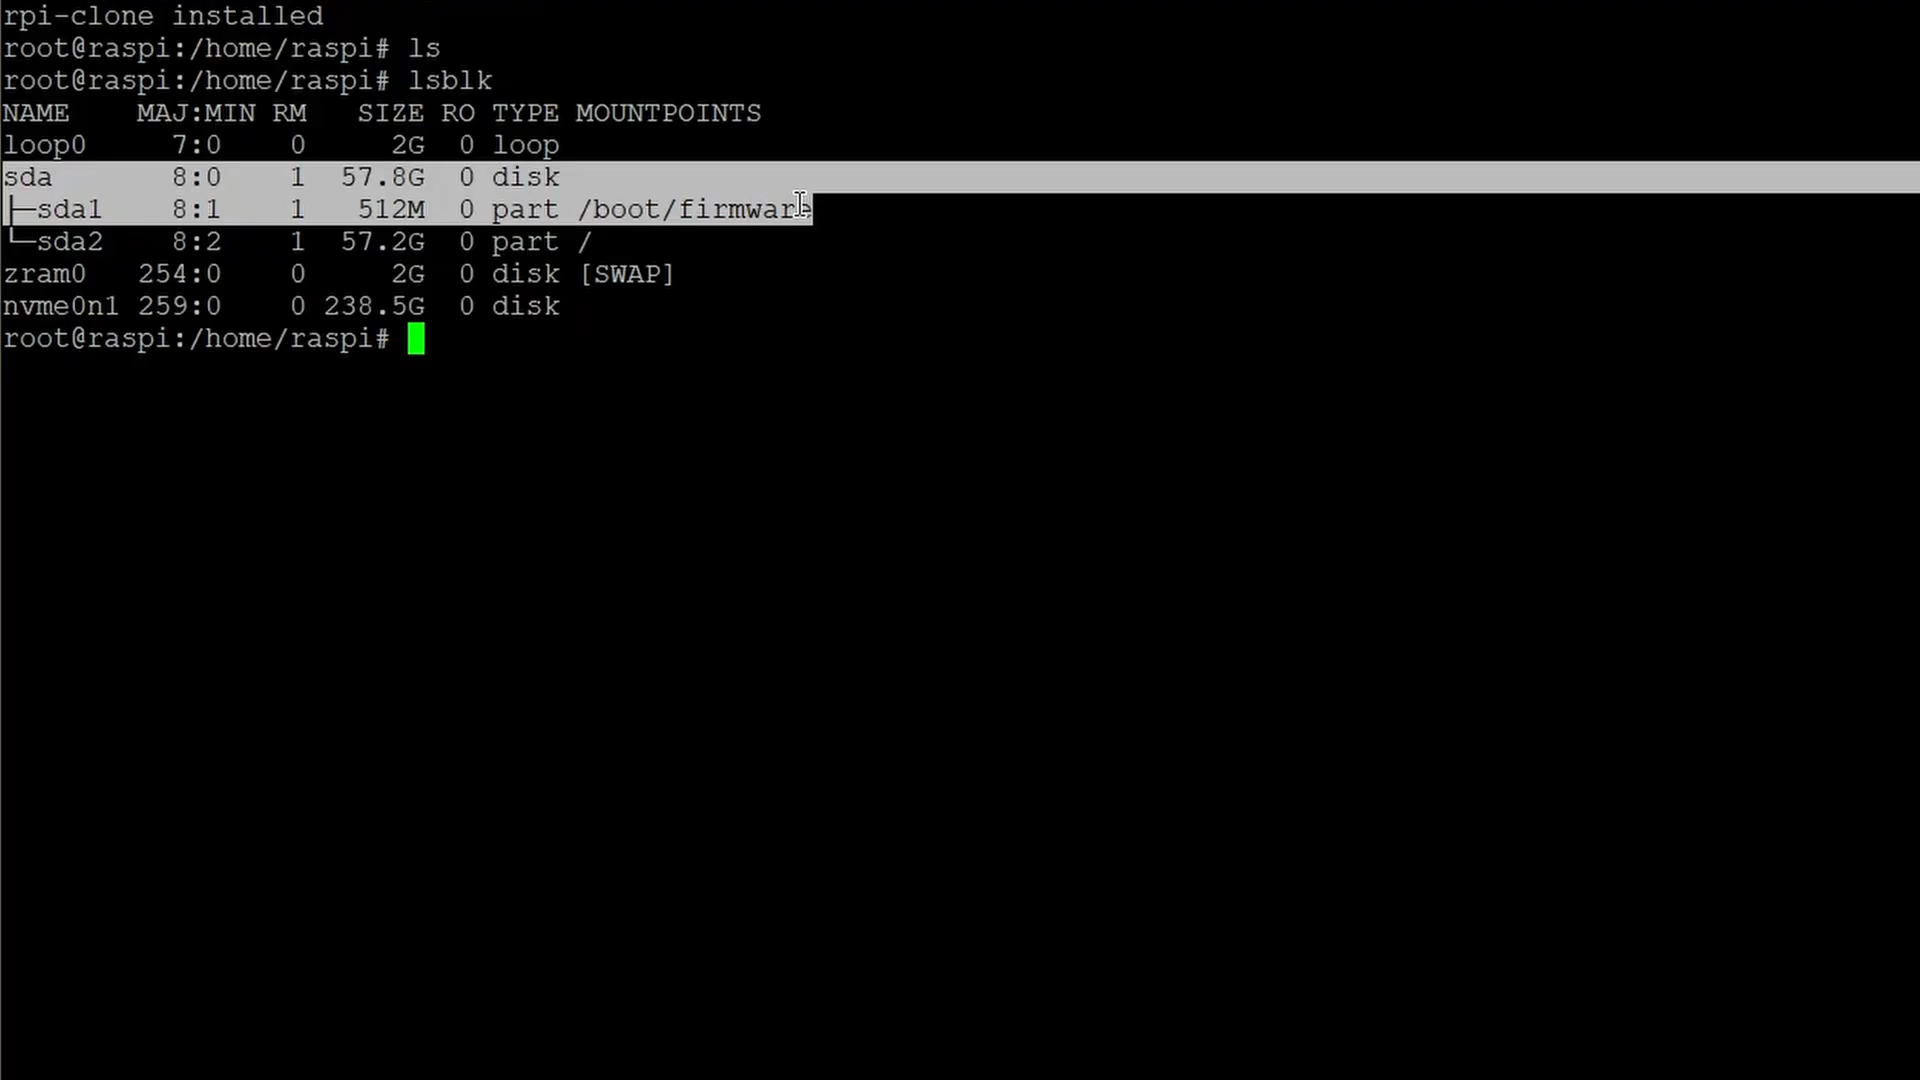 rpi-clone installed
root@raspi:/home/raspi# ls
root@raspi:/home/raspi# lsblk
NAME    MAJ:MIN RM   SIZE RO TYPE MOUNTPOINTS
loop0     7:0    0     2G  0 loop
sda       8:0    1  57.8G  0 disk
├─sda1    8:1    1   512M  0 part /boot/firmware
└─sda2    8:2    1  57.2G  0 part /
zram0   254:0    0     2G  0 disk [SWAP]
nvme0n1 259:0    0 238.5G  0 disk
root@raspi:/home/raspi#